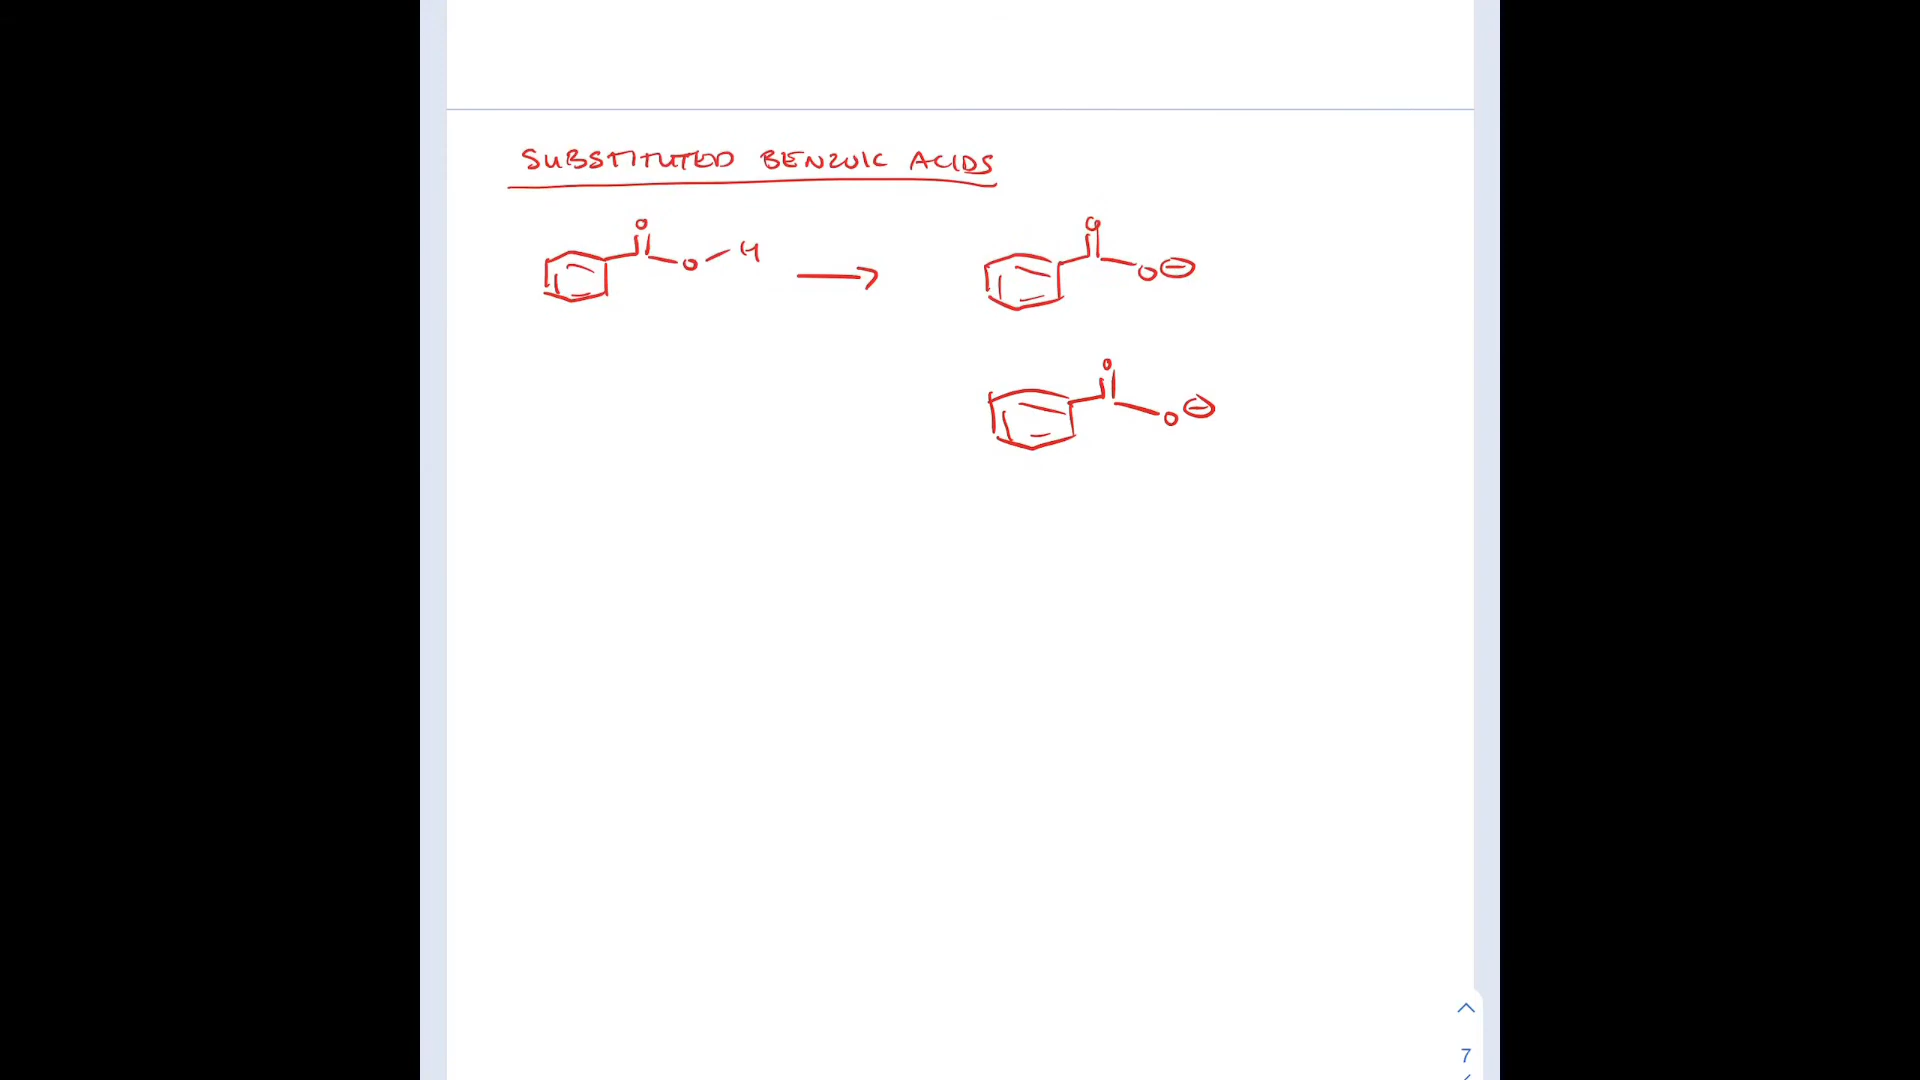 SUBSTITUTED BENZOIC ACIDS
O
O H
O
O ⊖
O
O ⊖
7